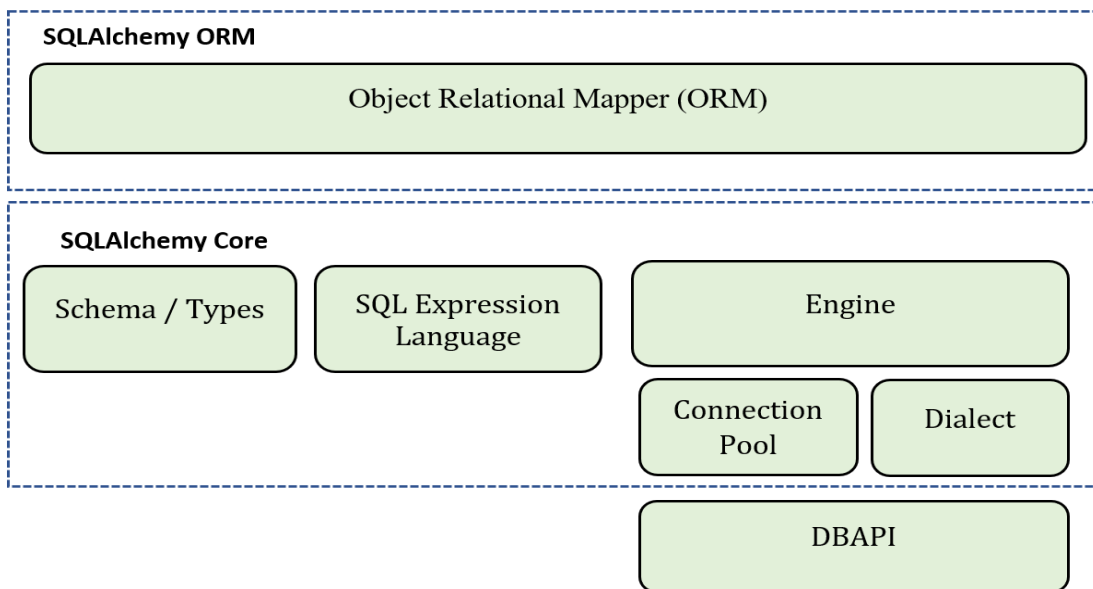 SQLAlchemy ORM
Object Relational Mapper (ORM)
SQLAlchemy Core
Schema / Types
SQL Expression
Language
Engine
Connection
Pool
Dialect
DBAPI